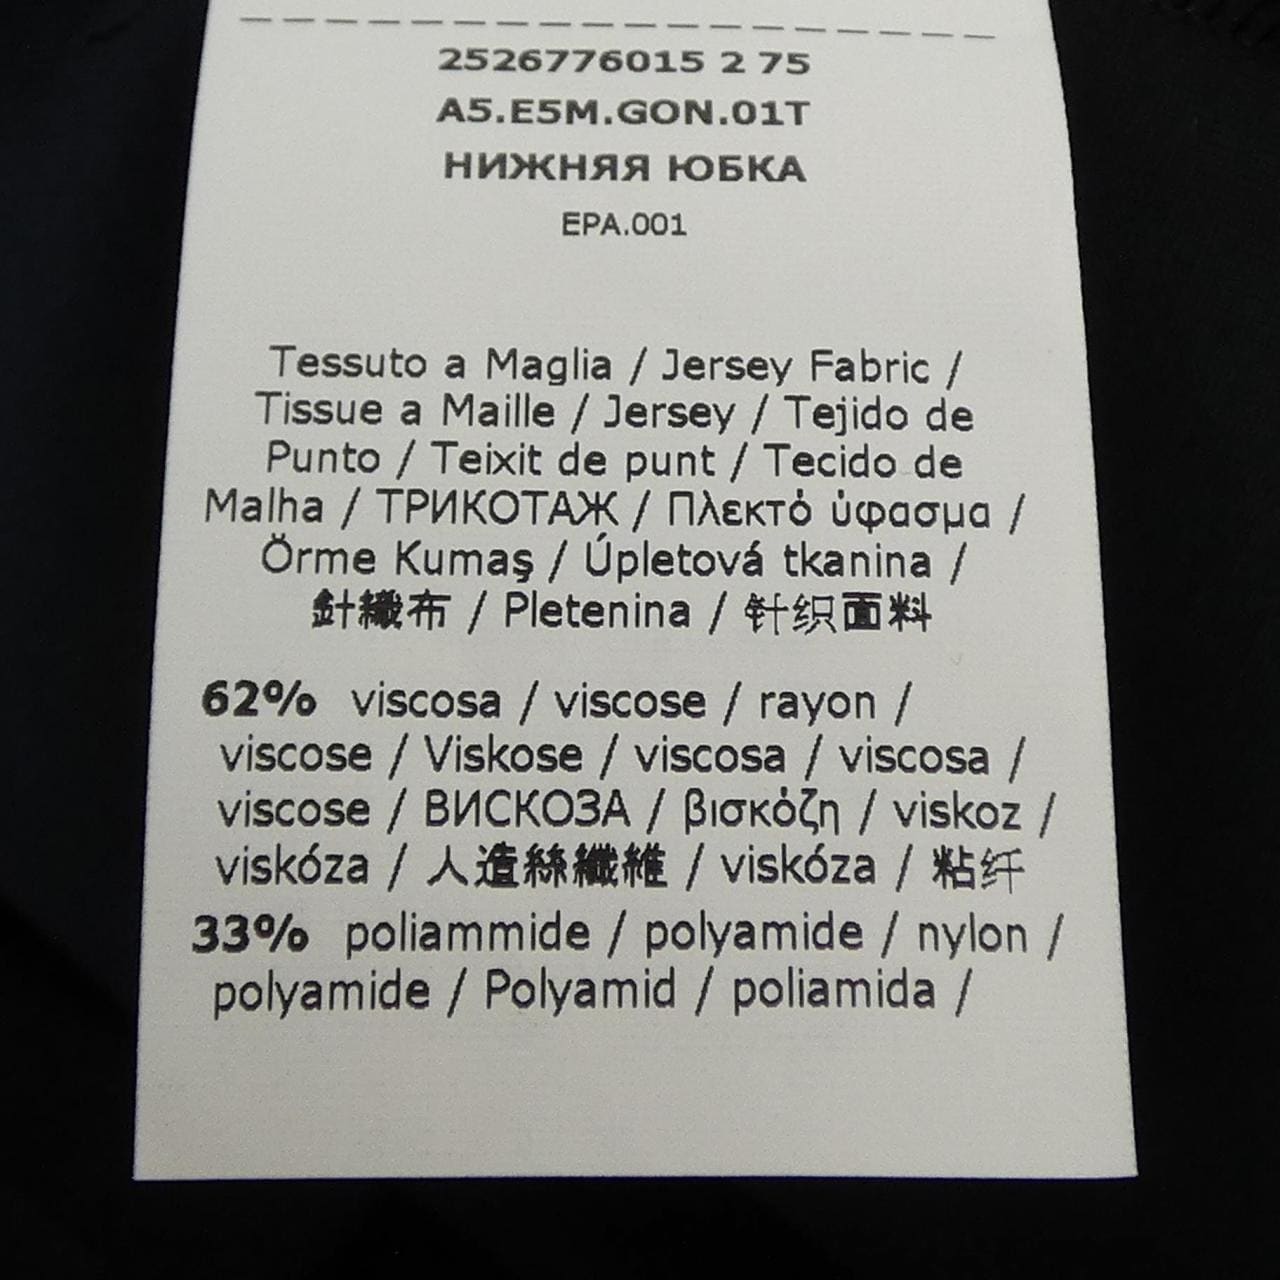 2526776015 2 75
A5.E5M.GON.01T
НИЖНЯЯ ЮБКА
EPA.001
Tessuto a Maglia / Jersey Fabric /
Tissue a Maille / Jersey / Tejido de
Punto / Teixit de punt / Tecido de
Malha / ТРИКОТАЖ / Πλεκτό ύφασμα /
Örme Kumaş / Úpletová tkanina /
針織布 / Pletenina / 针织面料
62% viscosa / viscose / rayon /
viscose / Viskose / viscosa / viscosa /
viscose / ВИСКОЗА / βισκόζη / viskoz /
viskóza / 人造絲纖維 / viskóza / 粘纤
33% poliammide / polyamide / nylon /
polyamide / Polyamid / poliamida /